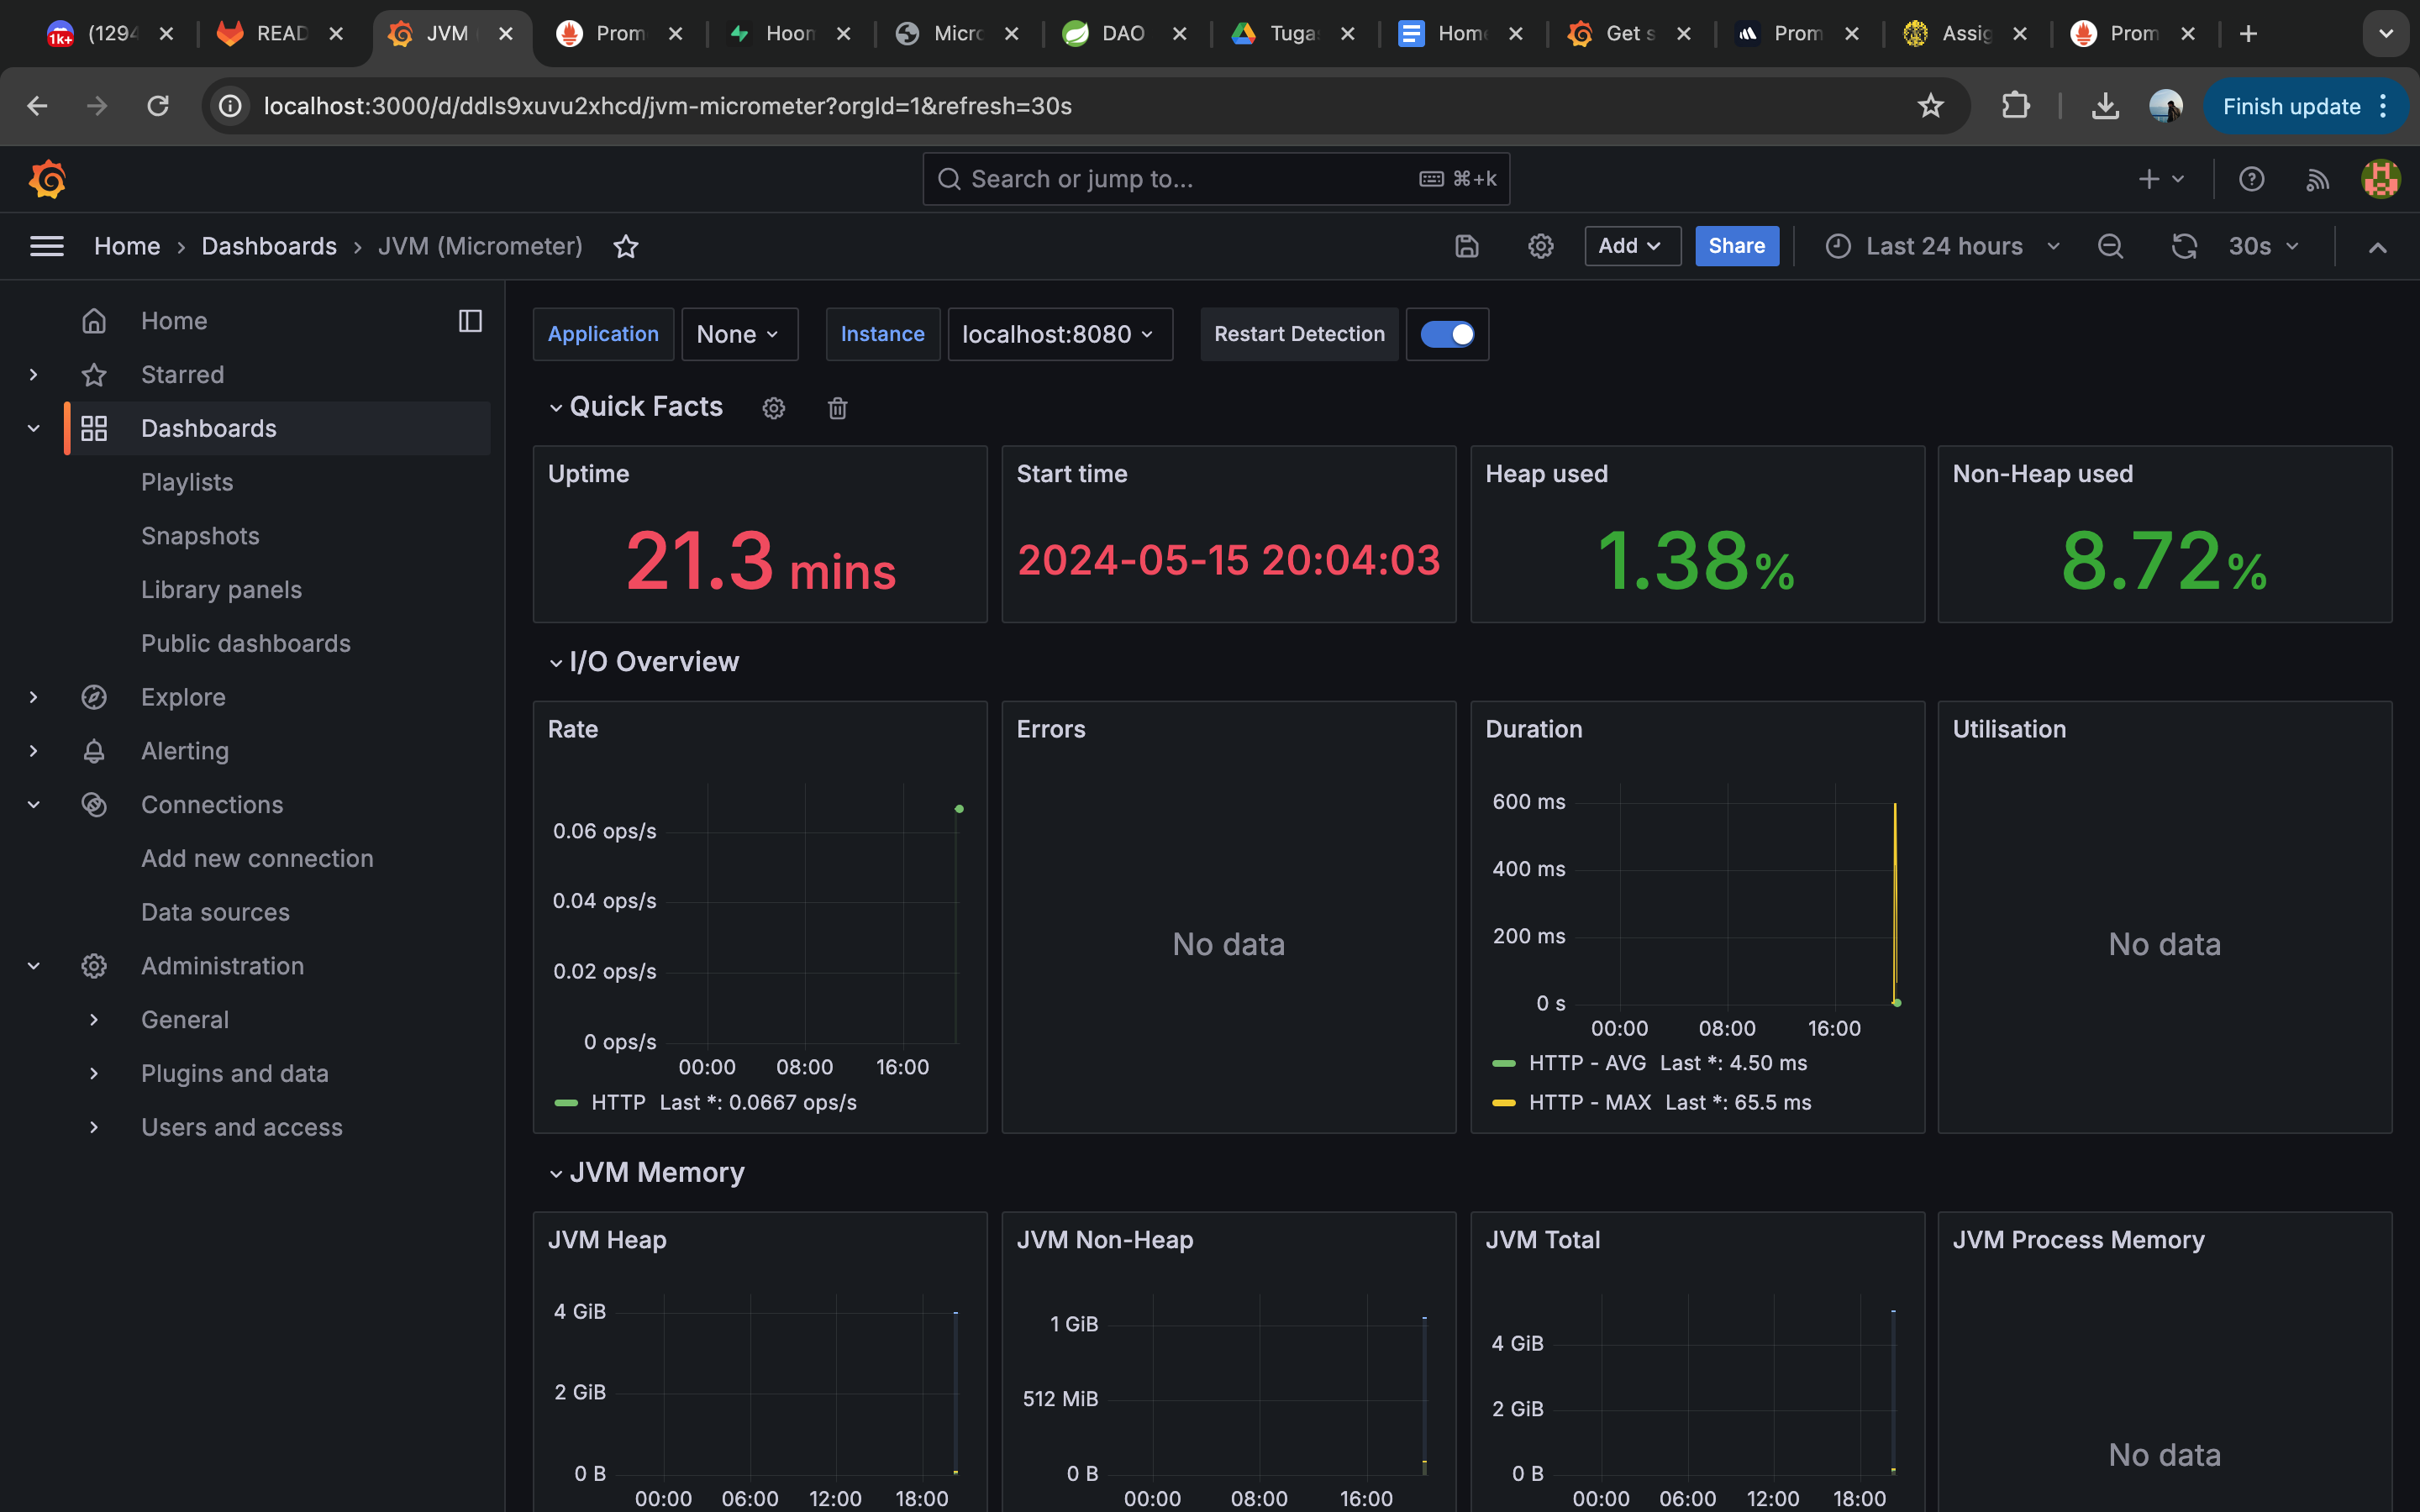 1k+ (1294 READ JVM Prom Hoom Micro DAO Tugas Home Get s Prom Assig Prom
localhost:3000/d/ddls9xuvu2xhcd/jvm-micrometer?orgId=1&refresh=30s Finish update
Search or jump to... ⌘+k
Home › Dashboards › JVM (Micrometer) Add Share Last 24 hours 30s
Home
Starred
Dashboards
Playlists
Snapshots
Library panels
Public dashboards
Explore
Alerting
Connections
Add new connection
Data sources
Administration
General
Plugins and data
Users and access
Application None Instance localhost:8080 Restart Detection
Quick Facts
Uptime
21.3 mins
Start time
2024-05-15 20:04:03
Heap used
1.38%
Non-Heap used
8.72%
I/O Overview
Rate
0.06 ops/s
0.04 ops/s
0.02 ops/s
0 ops/s
00:00 08:00 16:00
HTTP Last *: 0.0667 ops/s
Errors
No data
Duration
600 ms
400 ms
200 ms
0 s
00:00 08:00 16:00
HTTP - AVG Last *: 4.50 ms
HTTP - MAX Last *: 65.5 ms
Utilisation
No data
JVM Memory
JVM Heap
4 GiB
2 GiB
0 B
00:00 06:00 12:00 18:00
JVM Non-Heap
1 GiB
512 MiB
0 B
00:00 08:00 16:00
JVM Total
4 GiB
2 GiB
0 B
00:00 06:00 12:00 18:00
JVM Process Memory
No data